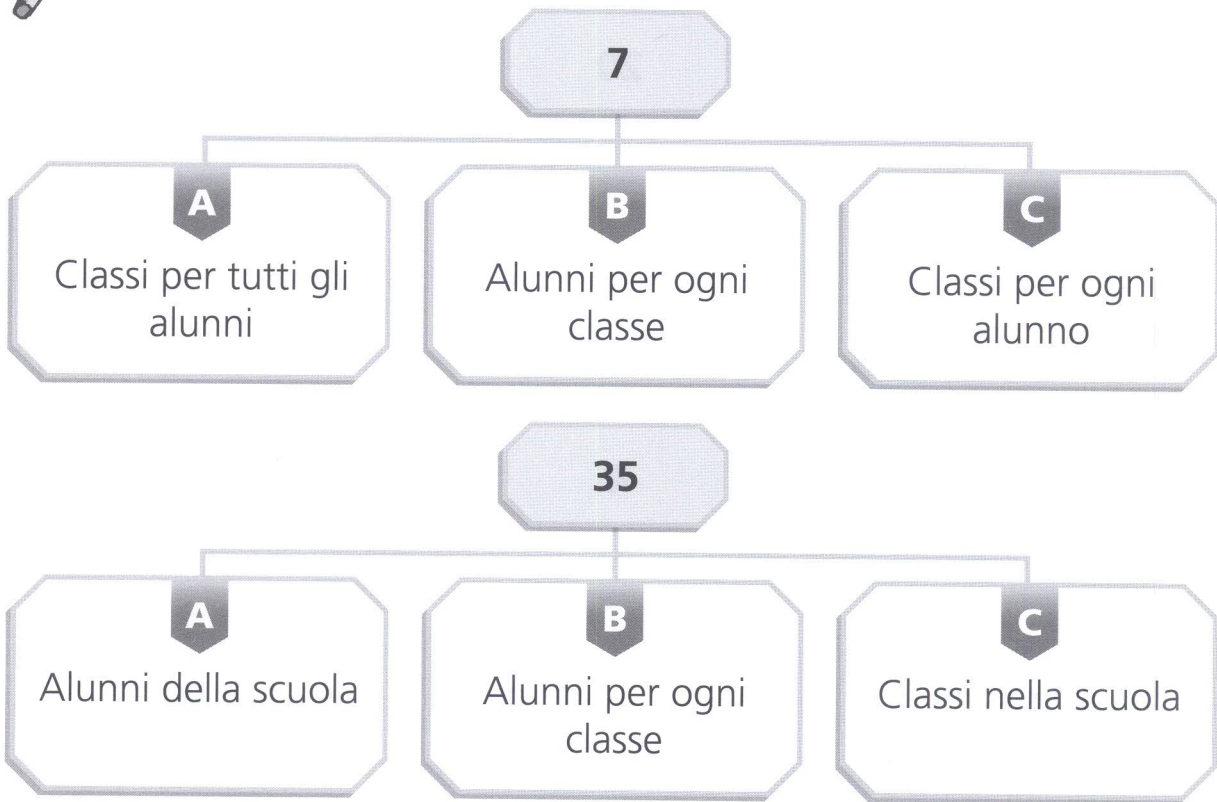 7
A
Classi per tutti gli
alunni
B
Alunni per ogni
classe
C
Classi per ogni
alunno
35
A
Alunni della scuola
B
Alunni per ogni
classe
C
Classi nella scuola